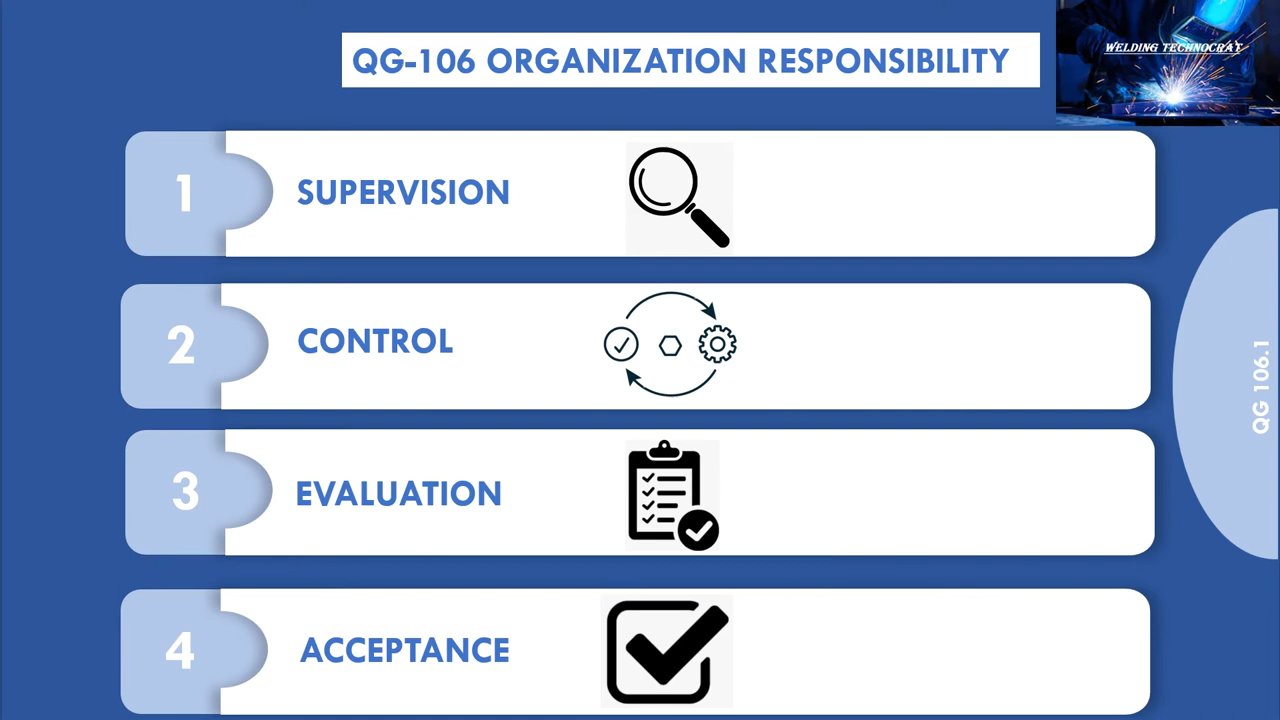 QG-106 ORGANIZATION RESPONSIBILITY
WELDING TECHNOCRAT
1
SUPERVISION
2
CONTROL
QG 106.1
3
EVALUATION
4
ACCEPTANCE